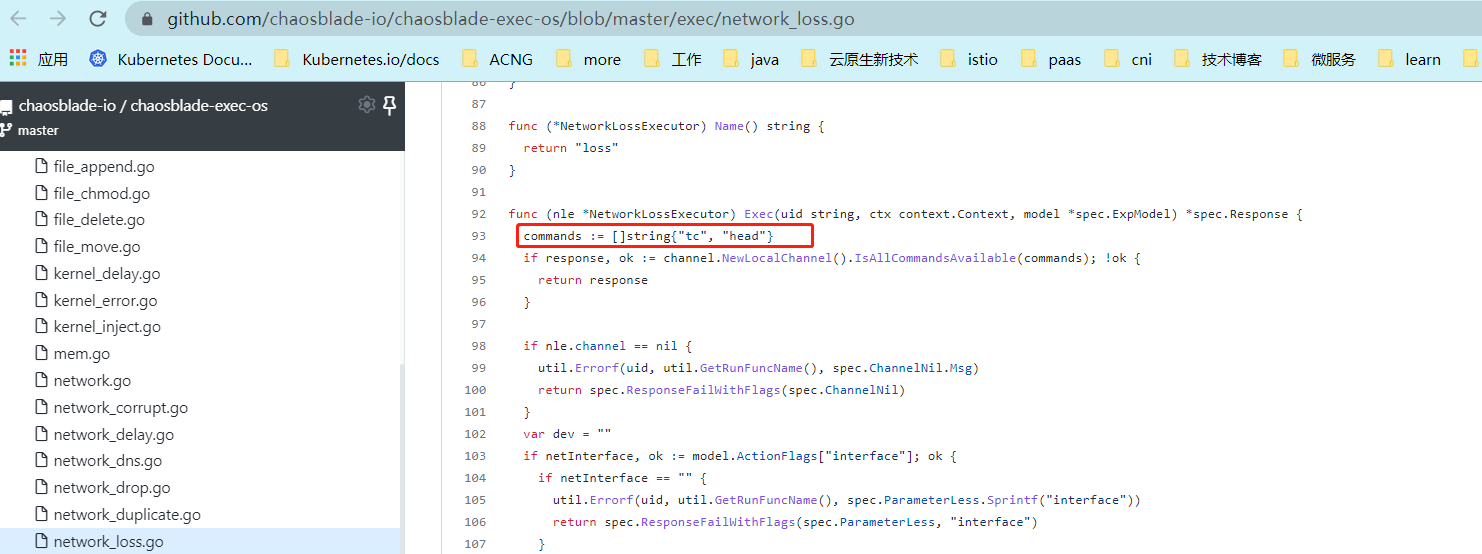 github.com/chaosblade-io/chaosblade-exec-os/blob/master/exec/network_loss.go
应用 Kubernetes Docu... Kubernetes.io/docs ACNG more 工作 java 云原生新技术 istio paas cni 技术博客 微服务 learn
chaosblade-io / chaosblade-exec-os
master
file_append.go
file_chmod.go
file_delete.go
file_move.go
kernel_delay.go
kernel_error.go
kernel_inject.go
mem.go
network.go
network_corrupt.go
network_delay.go
network_dns.go
network_drop.go
network_duplicate.go
network_loss.go
86 }
87
88 func (*NetworkLossExecutor) Name() string {
89 return "loss"
90 }
91
92 func (nle *NetworkLossExecutor) Exec(uid string, ctx context.Context, model *spec.ExpModel) *spec.Response {
93 commands := []string{"tc", "head"}
94 if response, ok := channel.NewLocalChannel().IsAllCommandsAvailable(commands); !ok {
95 return response
96 }
97
98 if nle.channel == nil {
99 util.Errorf(uid, util.GetRunFuncName(), spec.ChannelNil.Msg)
100 return spec.ResponseFailWithFlags(spec.ChannelNil)
101 }
102 var dev = ""
103 if netInterface, ok := model.ActionFlags["interface"]; ok {
104 if netInterface == "" {
105 util.Errorf(uid, util.GetRunFuncName(), spec.ParameterLess.Sprintf("interface"))
106 return spec.ResponseFailWithFlags(spec.ParameterLess, "interface")
107 }